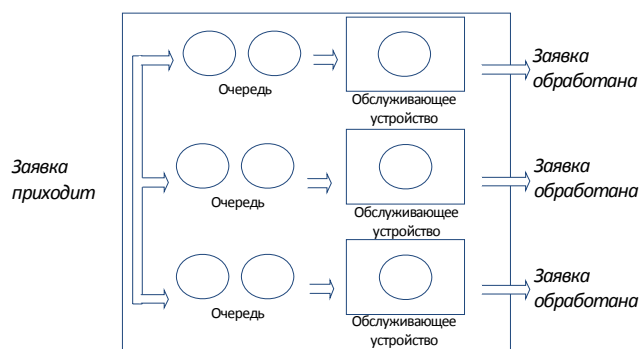 Заявка
приходит
Очередь
Обслуживающее
устройство
Заявка
обработана
Очередь
Обслуживающее
устройство
Заявка
обработана
Очередь
Обслуживающее
устройство
Заявка
обработана